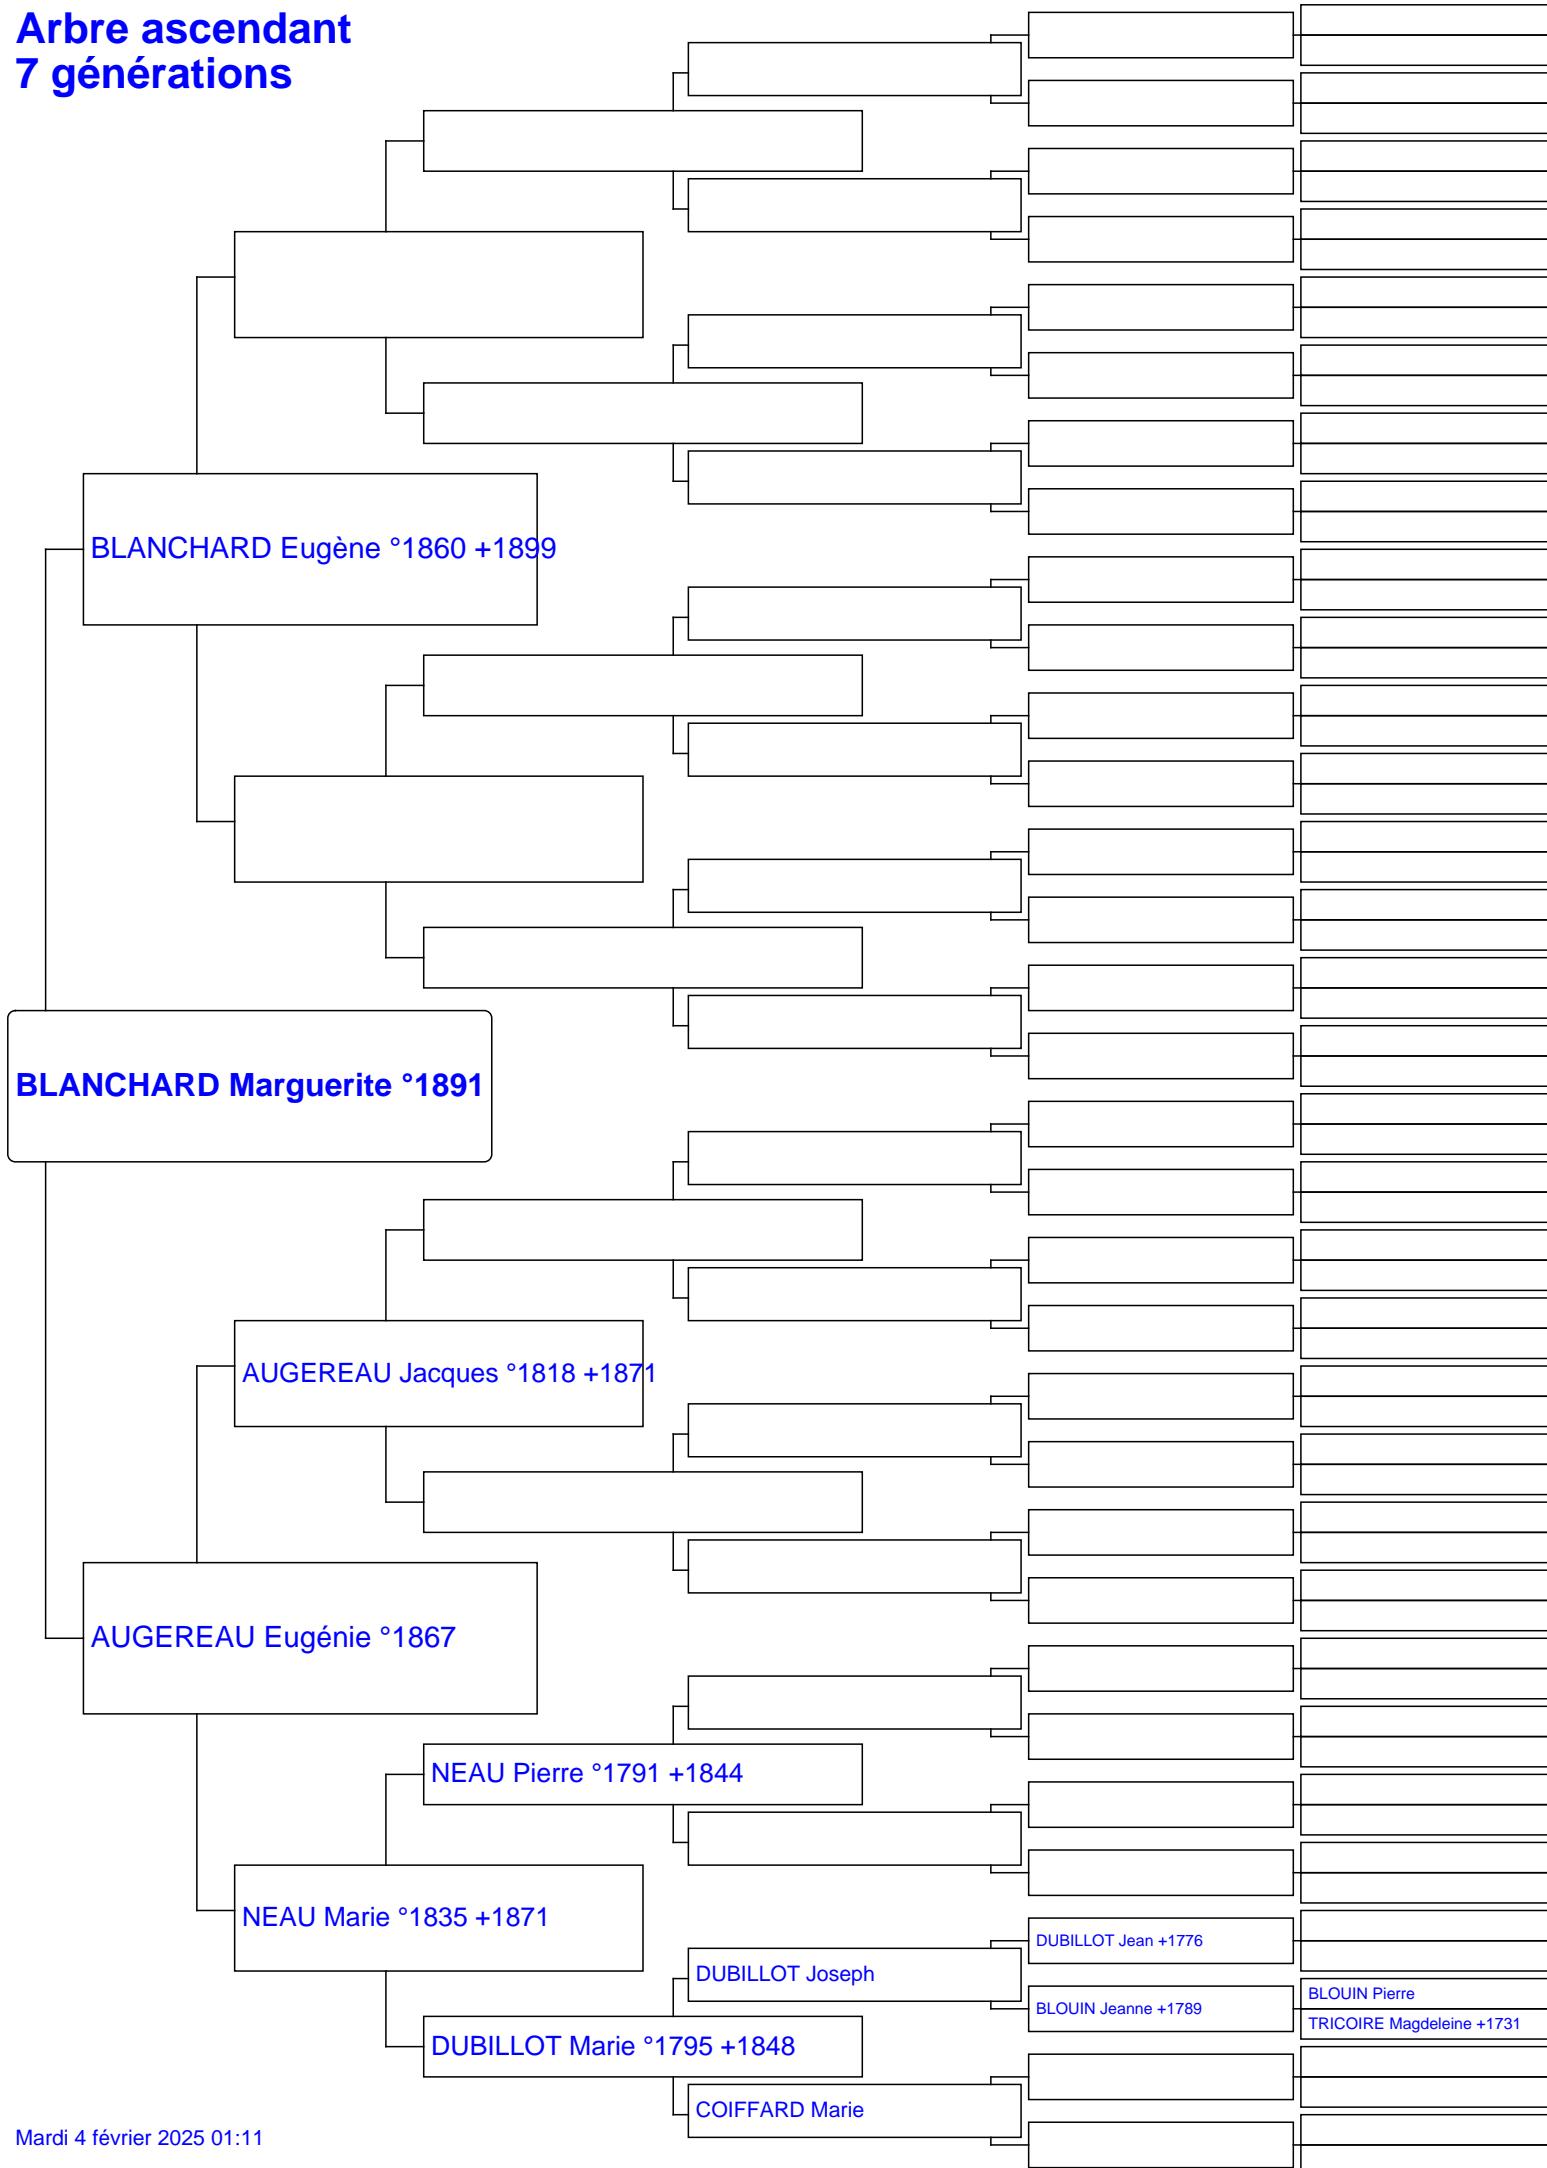 Arbre ascendant
7 générations
BLANCHARD Eugène °1860 +1899
BLANCHARD Marguerite °1891
AUGEREAU Jacques °1818 +1871
AUGEREAU Eugénie °1867
NEAU Pierre °1791 +1844
NEAU Marie °1835 +1871
DUBILLOT Jean +1776
DUBILLOT Joseph
BLOUIN Pierre
BLOUIN Jeanne +1789
TRICOIRE Magdeleine +1731
DUBILLOT Marie °1795 +1848
COIFFARD Marie
Mardi 4 février 2025 01:11